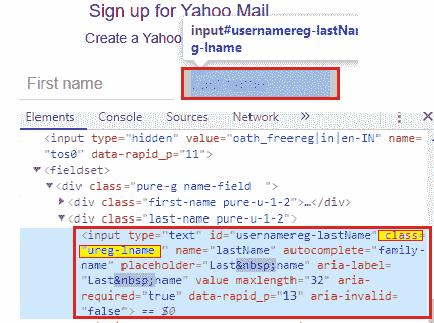 Sign up for Yahoo Mail
Create a Yahoo
input#usernamereg-lastNam
g-lname
First name
Elements Console Sources Network » ⋮ ×
<input type="hidden" value="oath_freereg|in|en-IN" name=
"tos0" data-rapid_p="11">
▼<fieldset>
▼<div class="pure-g name-field  ">
▶<div class="first-name pure-u-1-2">…</div>
▼<div class="last-name pure-u-1-2">
<input type="text" id="usernamereg-lastName" class=
"ureg-lname " name="lastName" autocomplete="family-
name" placeholder="Last&nbsp;name" aria-label=
"Last&nbsp;name" value maxlength="32" aria-
required="true" data-rapid_p="13" aria-invalid=
"false"> == $0